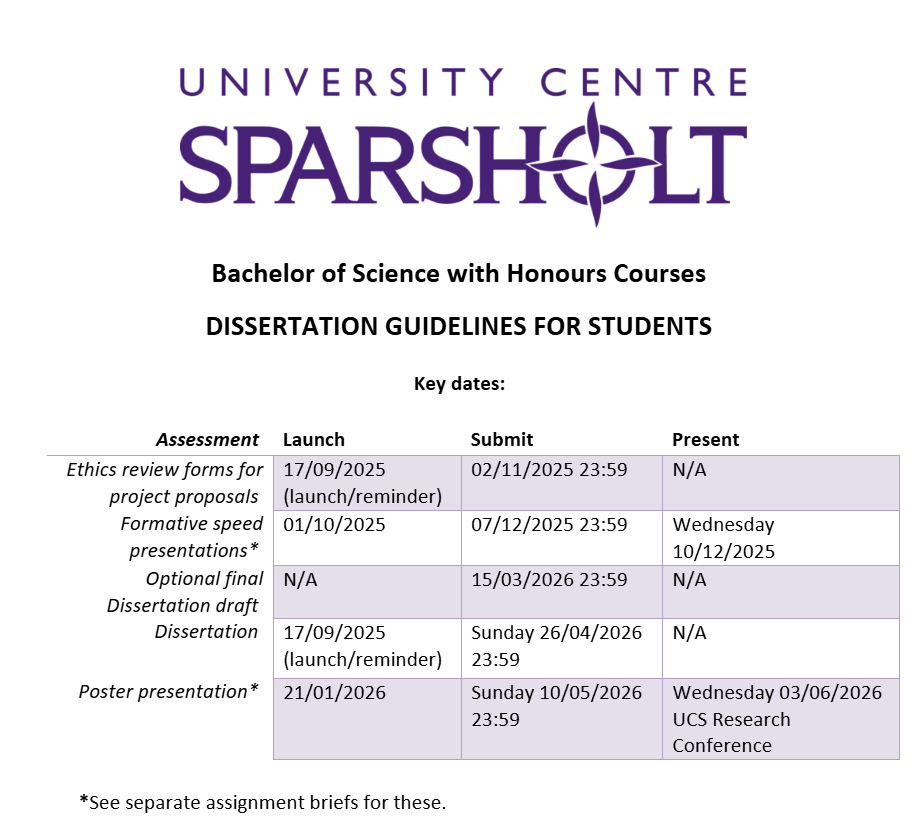 UNIVERSITY CENTRE
SPARSHOLT
Bachelor of Science with Honours Courses
DISSERTATION GUIDELINES FOR STUDENTS
Key dates:
Assessment Launch Submit Present
Ethics review forms for 17/09/2025 02/11/2025 23:59 N/A
project proposals (launch/reminder)
Formative speed 01/10/2025 07/12/2025 23:59 Wednesday
presentations* 10/12/2025
Optional final N/A 15/03/2026 23:59 N/A
Dissertation draft
Dissertation 17/09/2025 Sunday 26/04/2026 N/A
(launch/reminder) 23:59
Poster presentation* 21/01/2026 Sunday 10/05/2026 Wednesday 03/06/2026
23:59 UCS Research
Conference
*See separate assignment briefs for these.